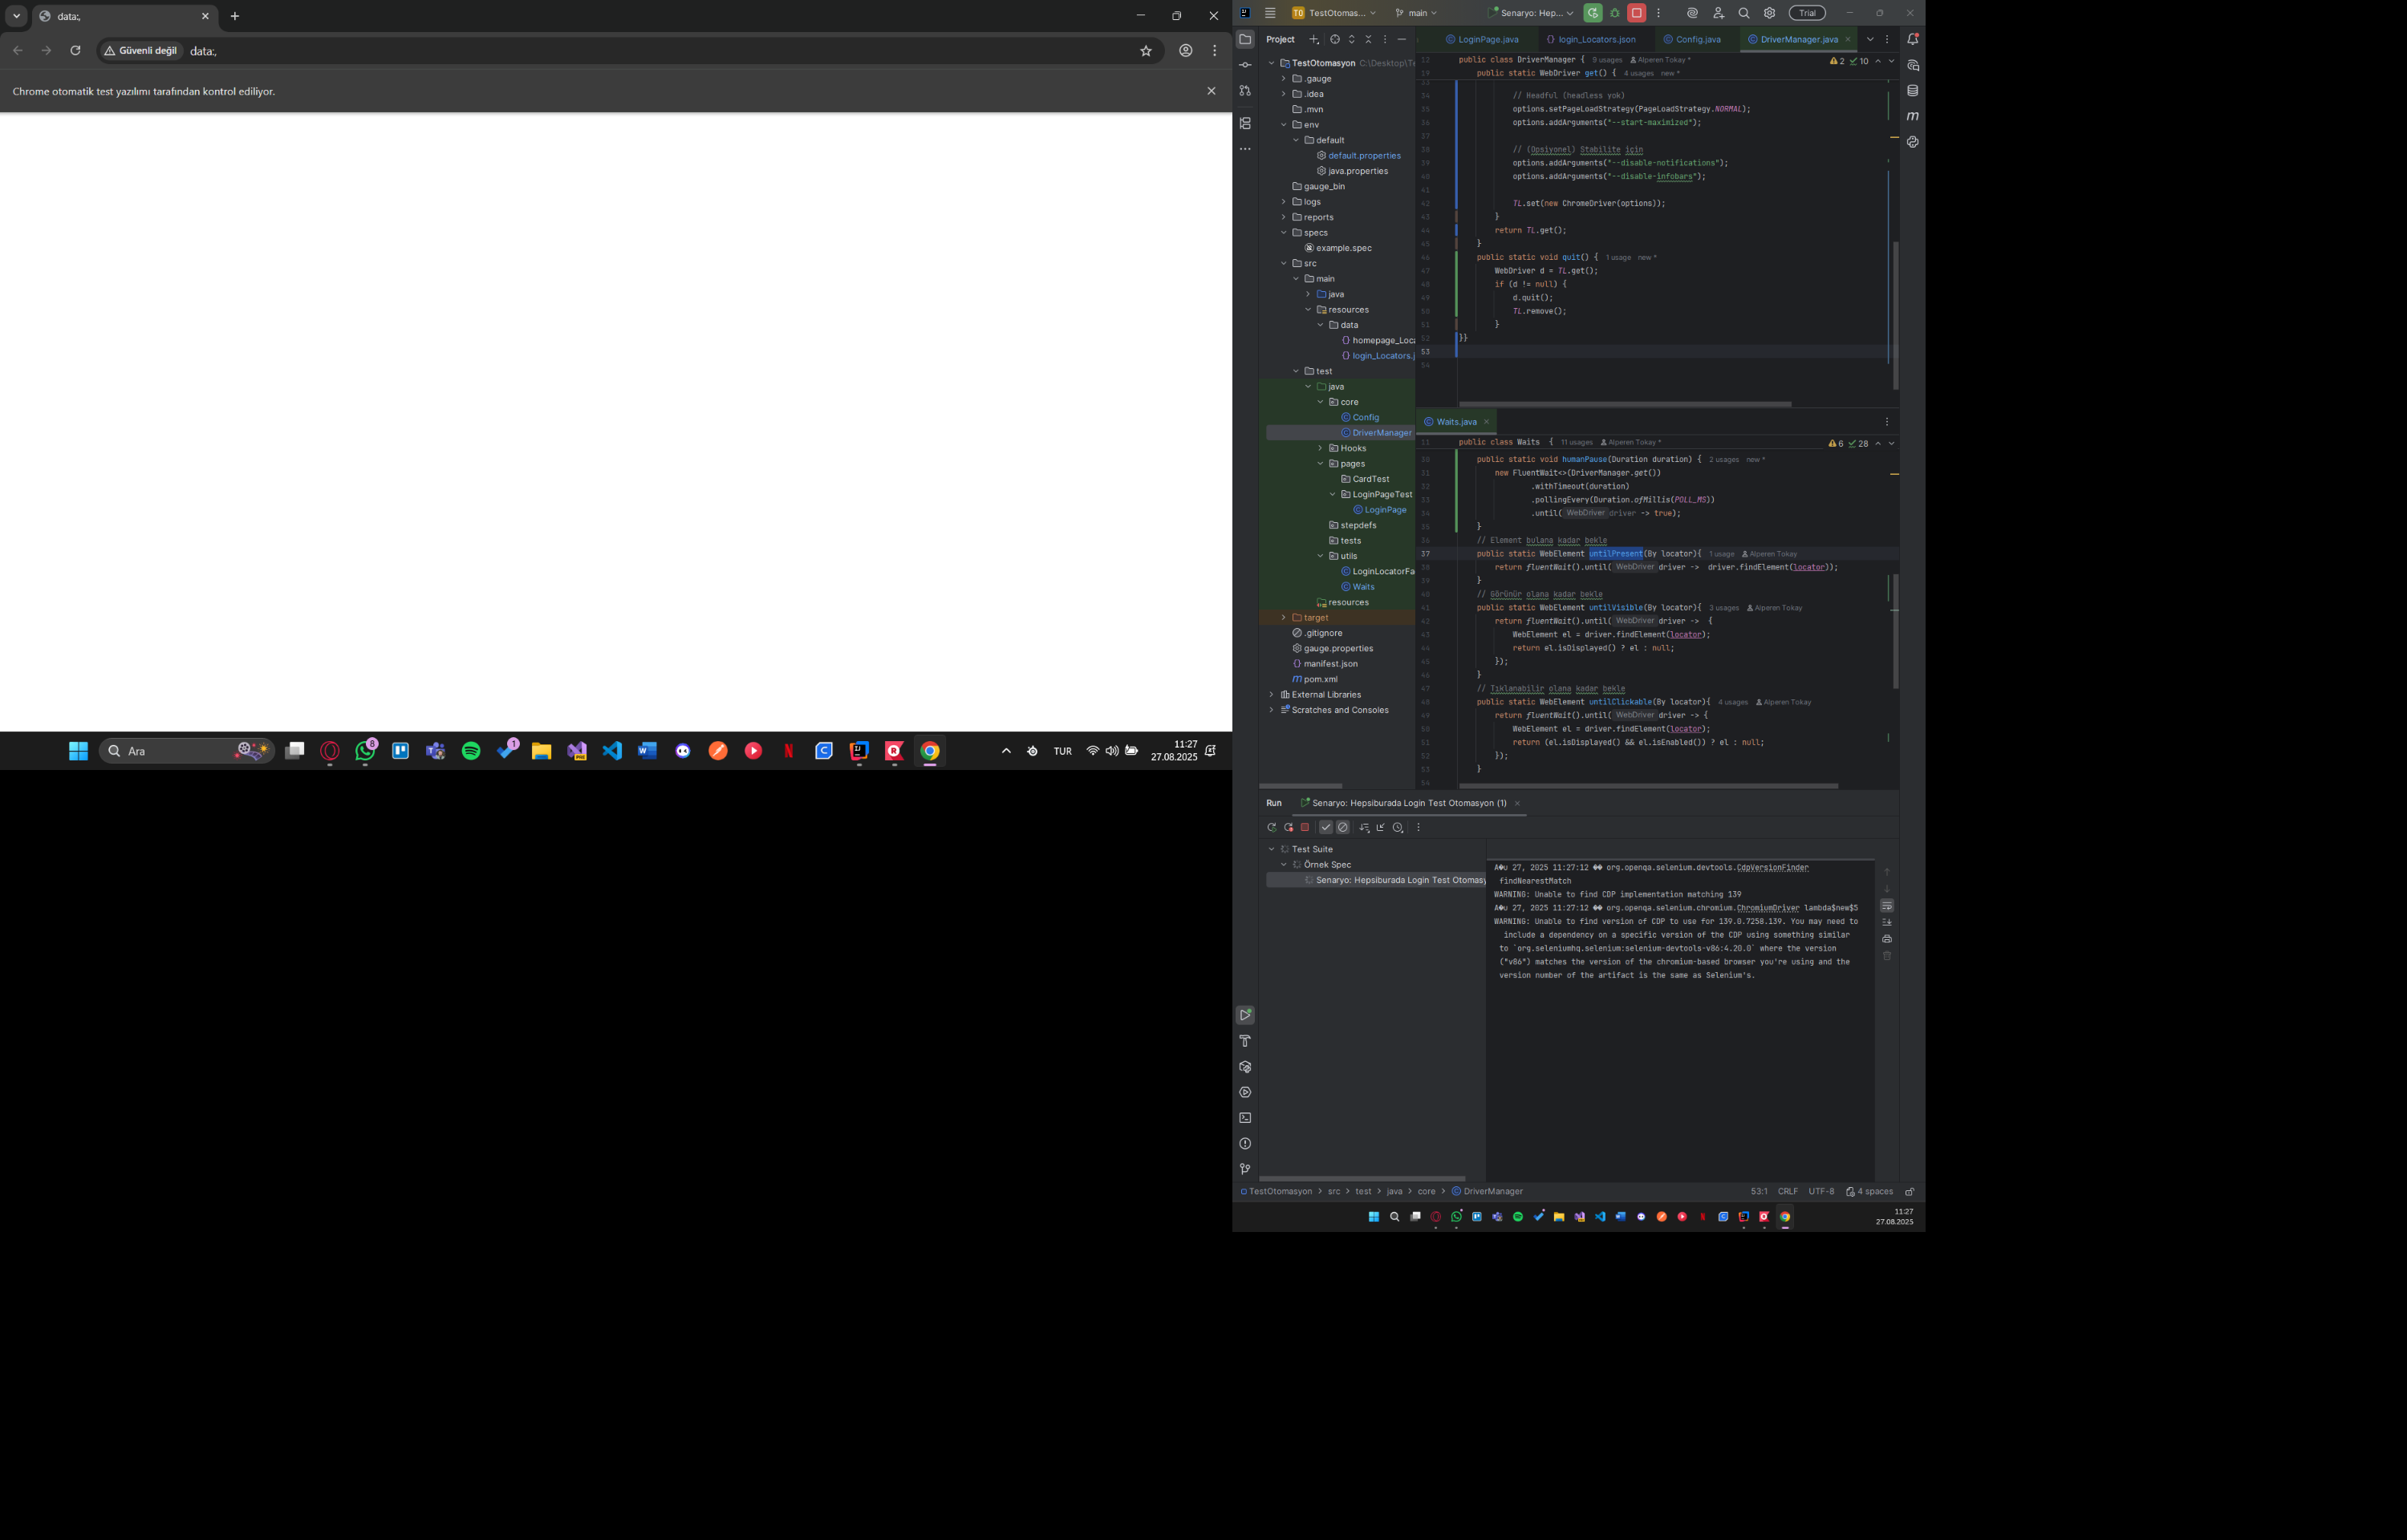 data:,
Güvenli değil
data:,
Chrome otomatik test yazılımı tarafından kontrol ediliyor.
Ara
8
1
TUR
11:27
27.08.2025
TO
TestOtomas...
main
Senaryo: Hep...
Trial
Project
TestOtomasyon C:\Desktop\Te
.gauge
.idea
.mvn
env
default
default.properties
java.properties
gauge_bin
logs
reports
specs
example.spec
src
main
java
resources
data
homepage_Loca
login_Locators.j
test
java
core
Config
DriverManager
Hooks
pages
CardTest
LoginPageTest
LoginPage
stepdefs
tests
utils
LoginLocatorFa
Waits
resources
target
.gitignore
gauge.properties
manifest.json
pom.xml
External Libraries
Scratches and Consoles
LoginPage.java
login_Locators.json
Config.java
DriverManager.java
2 10
12 public class DriverManager { 9 usages Alperen Tokay *
19 public static WebDriver get() { 4 usages new *
33
34 // Headful (headless yok)
35 options.setPageLoadStrategy(PageLoadStrategy.NORMAL);
36 options.addArguments("--start-maximized");
37
38 // (Opsiyonel) Stabilite için
39 options.addArguments("--disable-notifications");
40 options.addArguments("--disable-infobars");
41
42 TL.set(new ChromeDriver(options));
43 }
44 return TL.get();
45 }
46 public static void quit() { 1 usage new *
47 WebDriver d = TL.get();
48 if (d != null) {
49 d.quit();
50 TL.remove();
51 }
52 }}
53
54
Waits.java
6 28
11 public class Waits { 11 usages Alperen Tokay *
30 public static void humanPause(Duration duration) { 2 usages new *
31 new FluentWait<>(DriverManager.get())
32 .withTimeout(duration)
33 .pollingEvery(Duration.ofMillis(POLL_MS))
34 .until( WebDriver driver -> true);
35 }
36 // Element bulana kadar bekle
37 public static WebElement untilPresent(By locator){ 1 usage Alperen Tokay
38 return fluentWait().until( WebDriver driver -> driver.findElement(locator));
39 }
40 // Görünür olana kadar bekle
41 public static WebElement untilVisible(By locator){ 3 usages Alperen Tokay
42 return fluentWait().until( WebDriver driver -> {
43 WebElement el = driver.findElement(locator);
44 return el.isDisplayed() ? el : null;
45 });
46 }
47 // Tıklanabilir olana kadar bekle
48 public static WebElement untilClickable(By locator){ 4 usages Alperen Tokay
49 return fluentWait().until( WebDriver driver -> {
50 WebElement el = driver.findElement(locator);
51 return (el.isDisplayed() && el.isEnabled()) ? el : null;
52 });
53 }
54
Run
Senaryo: Hepsiburada Login Test Otomasyon (1)
Test Suite
Örnek Spec
Senaryo: Hepsiburada Login Test Otomasy
A�u 27, 2025 11:27:12 �� org.openqa.selenium.devtools.CdpVersionFinder
findNearestMatch
WARNING: Unable to find CDP implementation matching 139
A�u 27, 2025 11:27:12 �� org.openqa.selenium.chromium.ChromiumDriver lambda$new$5
WARNING: Unable to find version of CDP to use for 139.0.7258.139. You may need to
include a dependency on a specific version of the CDP using something similar
to `org.seleniumhq.selenium:selenium-devtools-v86:4.20.0` where the version
("v86") matches the version of the chromium-based browser you're using and the
version number of the artifact is the same as Selenium's.
TestOtomasyon > src > test > java > core > DriverManager
53:1 CRLF UTF-8 4 spaces
11:27
27.08.2025